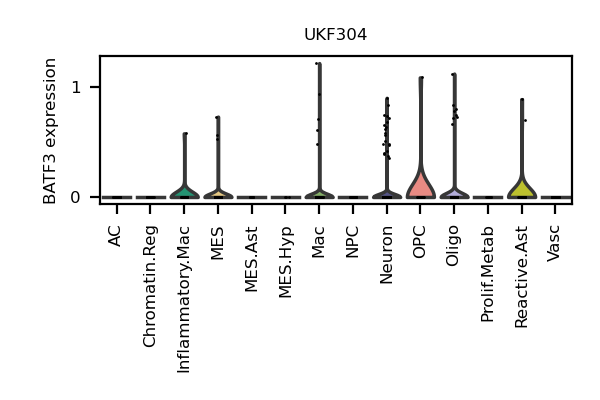 UKF304
BATF3 expression
1
0
AC
Chromatin.Reg
Inflammatory.Mac
MES
MES.Ast
MES.Hyp
Mac
NPC
Neuron
OPC
Oligo
Prolif.Metab
Reactive.Ast
Vasc